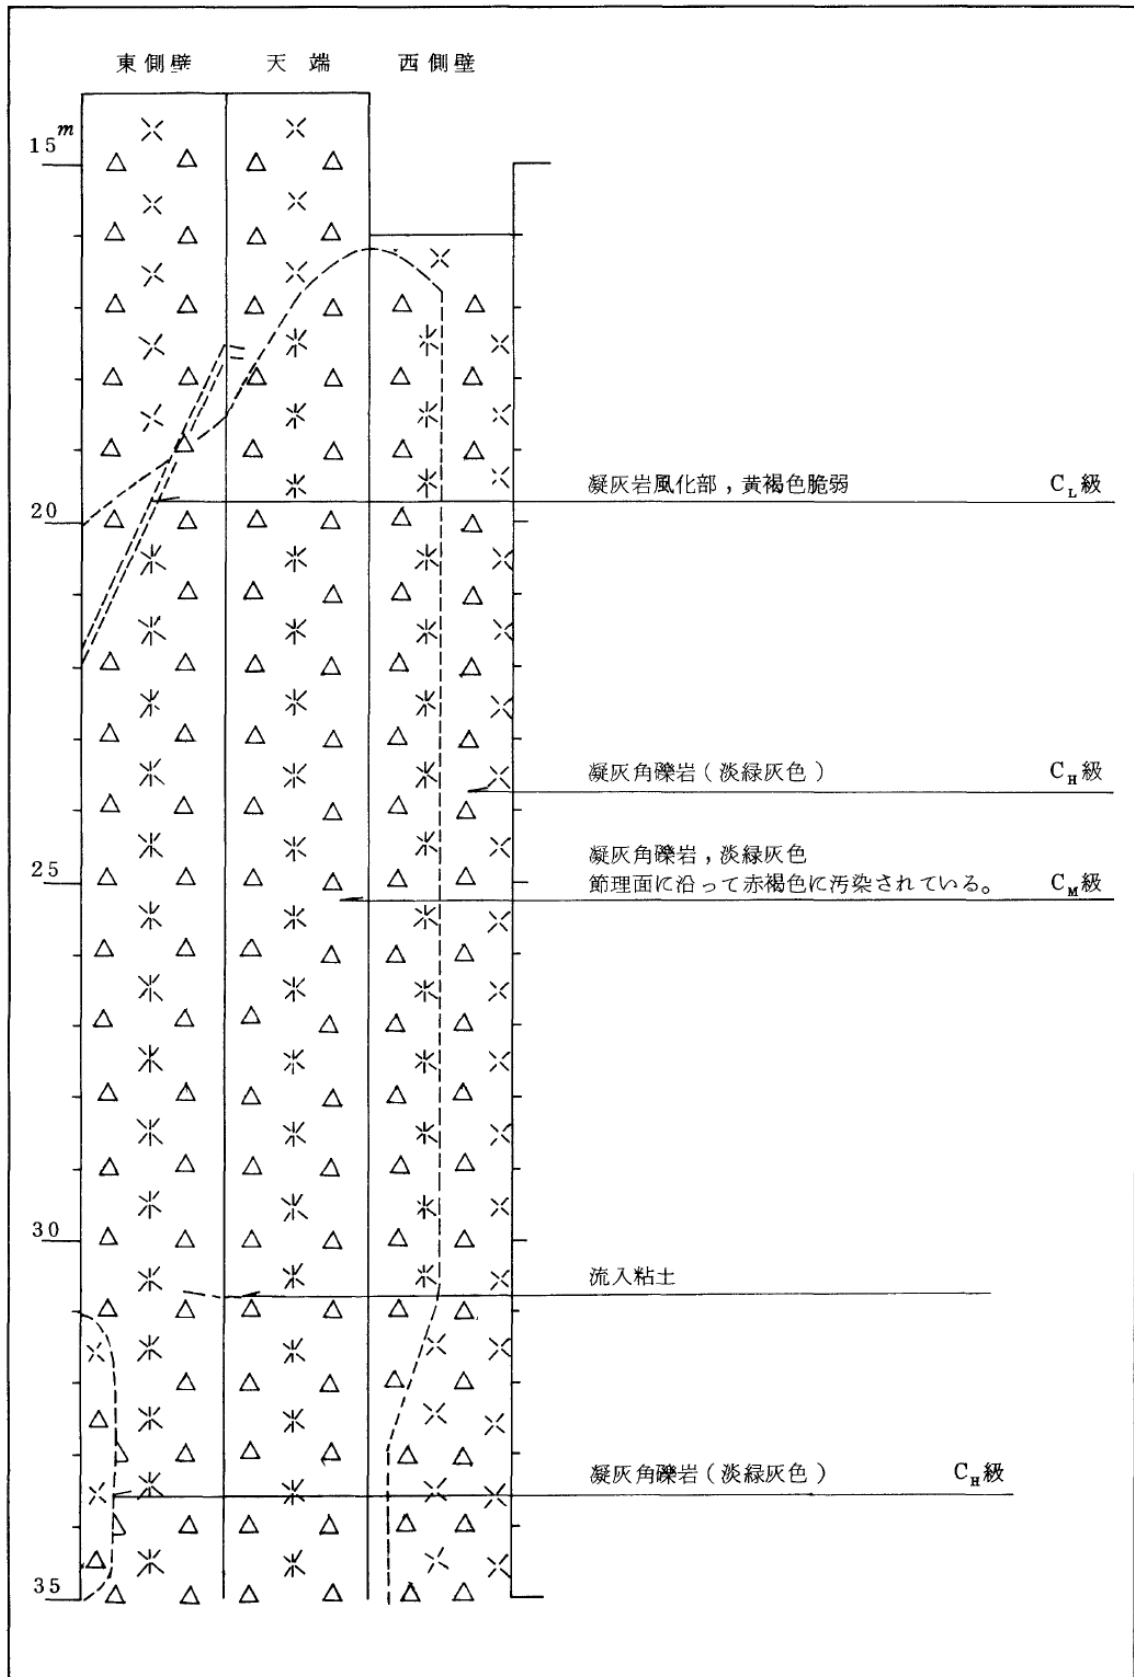 東側壁 天端 西側壁
15m
凝灰岩風化部,黄褐色脆弱 CL級
20
凝灰角礫岩(淡緑灰色) CH級
凝灰角礫岩,淡緑灰色
25
節理面に沿って赤褐色に汚染されている。 CM級
30
流入粘土
凝灰角礫岩(淡緑灰色) CH級
35